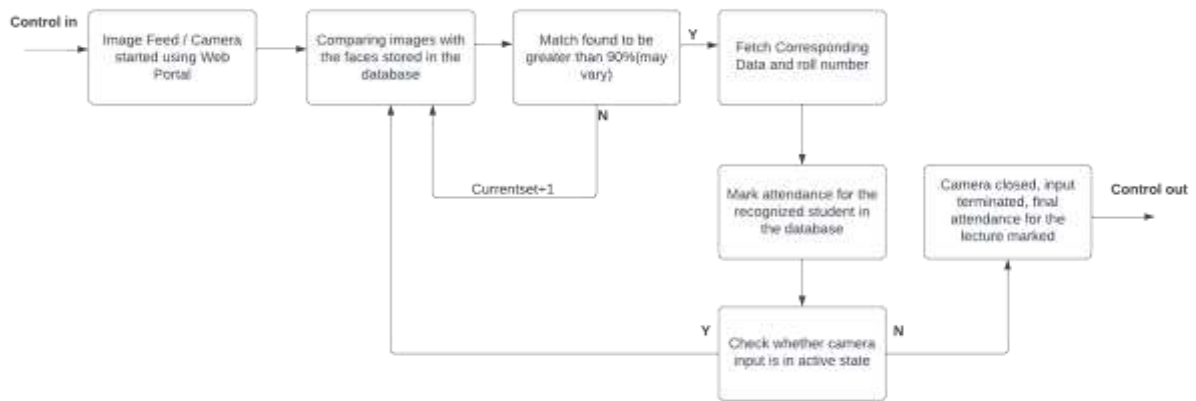 Control in
Image Feed / Camera
started using Web
Portal
Comparing images with
the faces stored in the
database
Match found to be
greater than 90%(may
vary)
Y
Fetch Corresponding
Data and roll number
N
Currentset+1
Mark attendance for the
recognized student in
the database
Camera closed, input
terminated, final
attendance for the
lecture marked
Control out
Y
N
Check whether camera
input is in active state